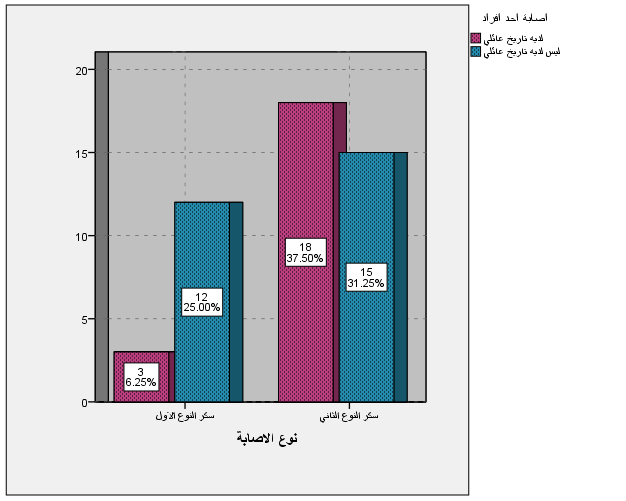 اصابة احد افراد
لديه تاريخ عائلي
ليس لديه تاريخ عائلي
20
15
10
5
0
3
6.25%
12
25.00%
18
37.50%
15
31.25%
سكر النوع الاول
سكر النوع الثاني
نوع الاصابة